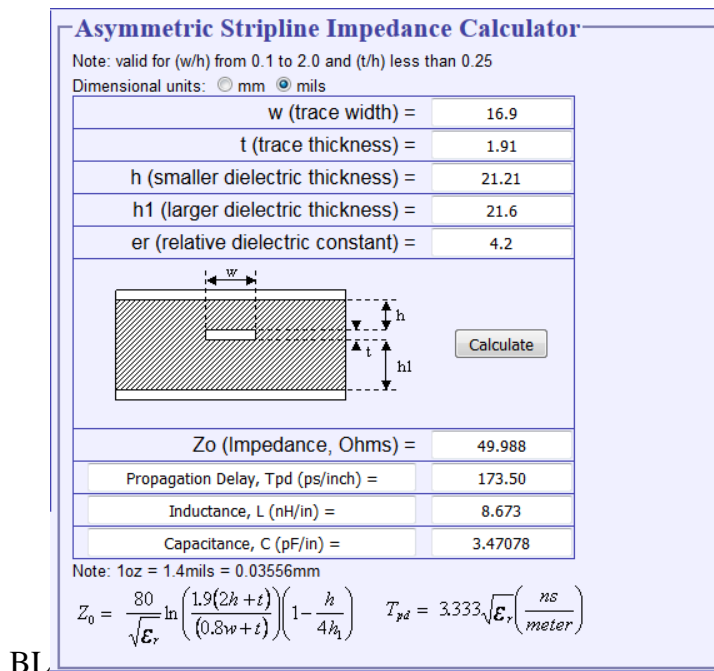 Asymmetric Stripline Impedance Calculator
Note: valid for (w/h) from 0.1 to 2.0 and (t/h) less than 0.25
Dimensional units: mm mils
w (trace width) = 16.9
t (trace thickness) = 1.91
h (smaller dielectric thickness) = 21.21
h1 (larger dielectric thickness) = 21.6
er (relative dielectric constant) = 4.2
w
h
t
h1
Calculate
Zo (Impedance, Ohms) = 49.988
Propagation Delay, Tpd (ps/inch) = 173.50
Inductance, L (nH/in) = 8.673
Capacitance, C (pF/in) = 3.47078
Note: 1oz = 1.4mils = 0.03556mm
Z₀ = 80/√εᵣ ln(1.9(2h+t)/(0.8w+t))(1−h/4h₁) T_pd = 3.333√εᵣ(ns/meter)
BL